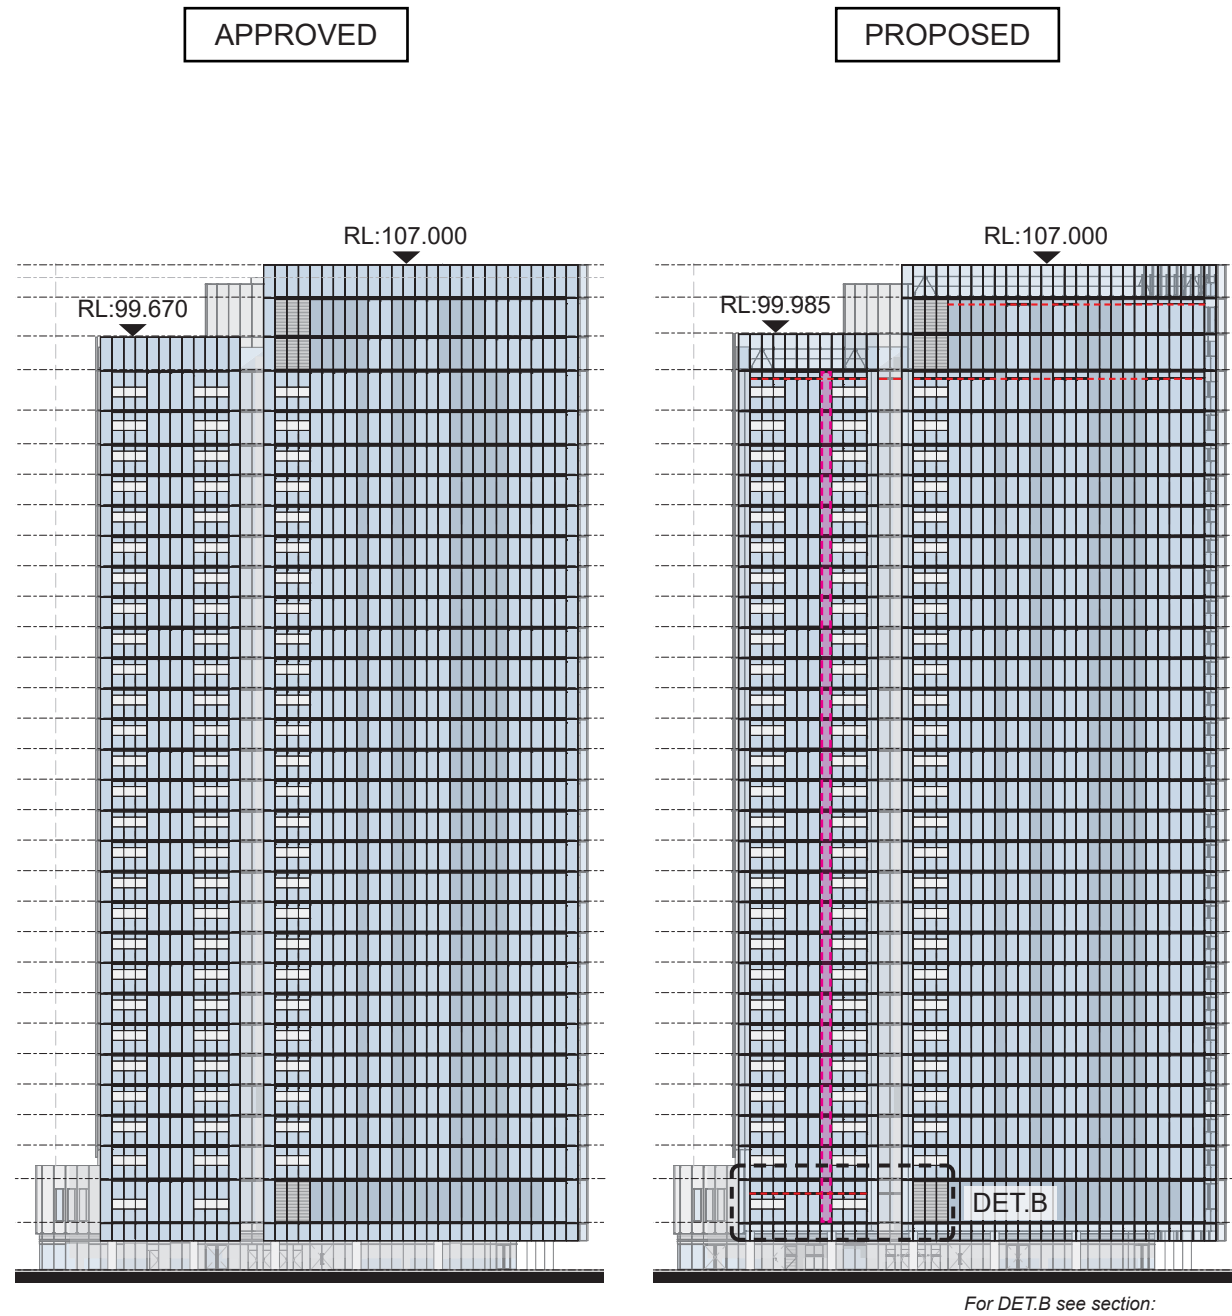 APPROVED
PROPOSED
RL:107.000
RL:99.670
RL:107.000
RL:99.985
DET.B
For DET.B see section: